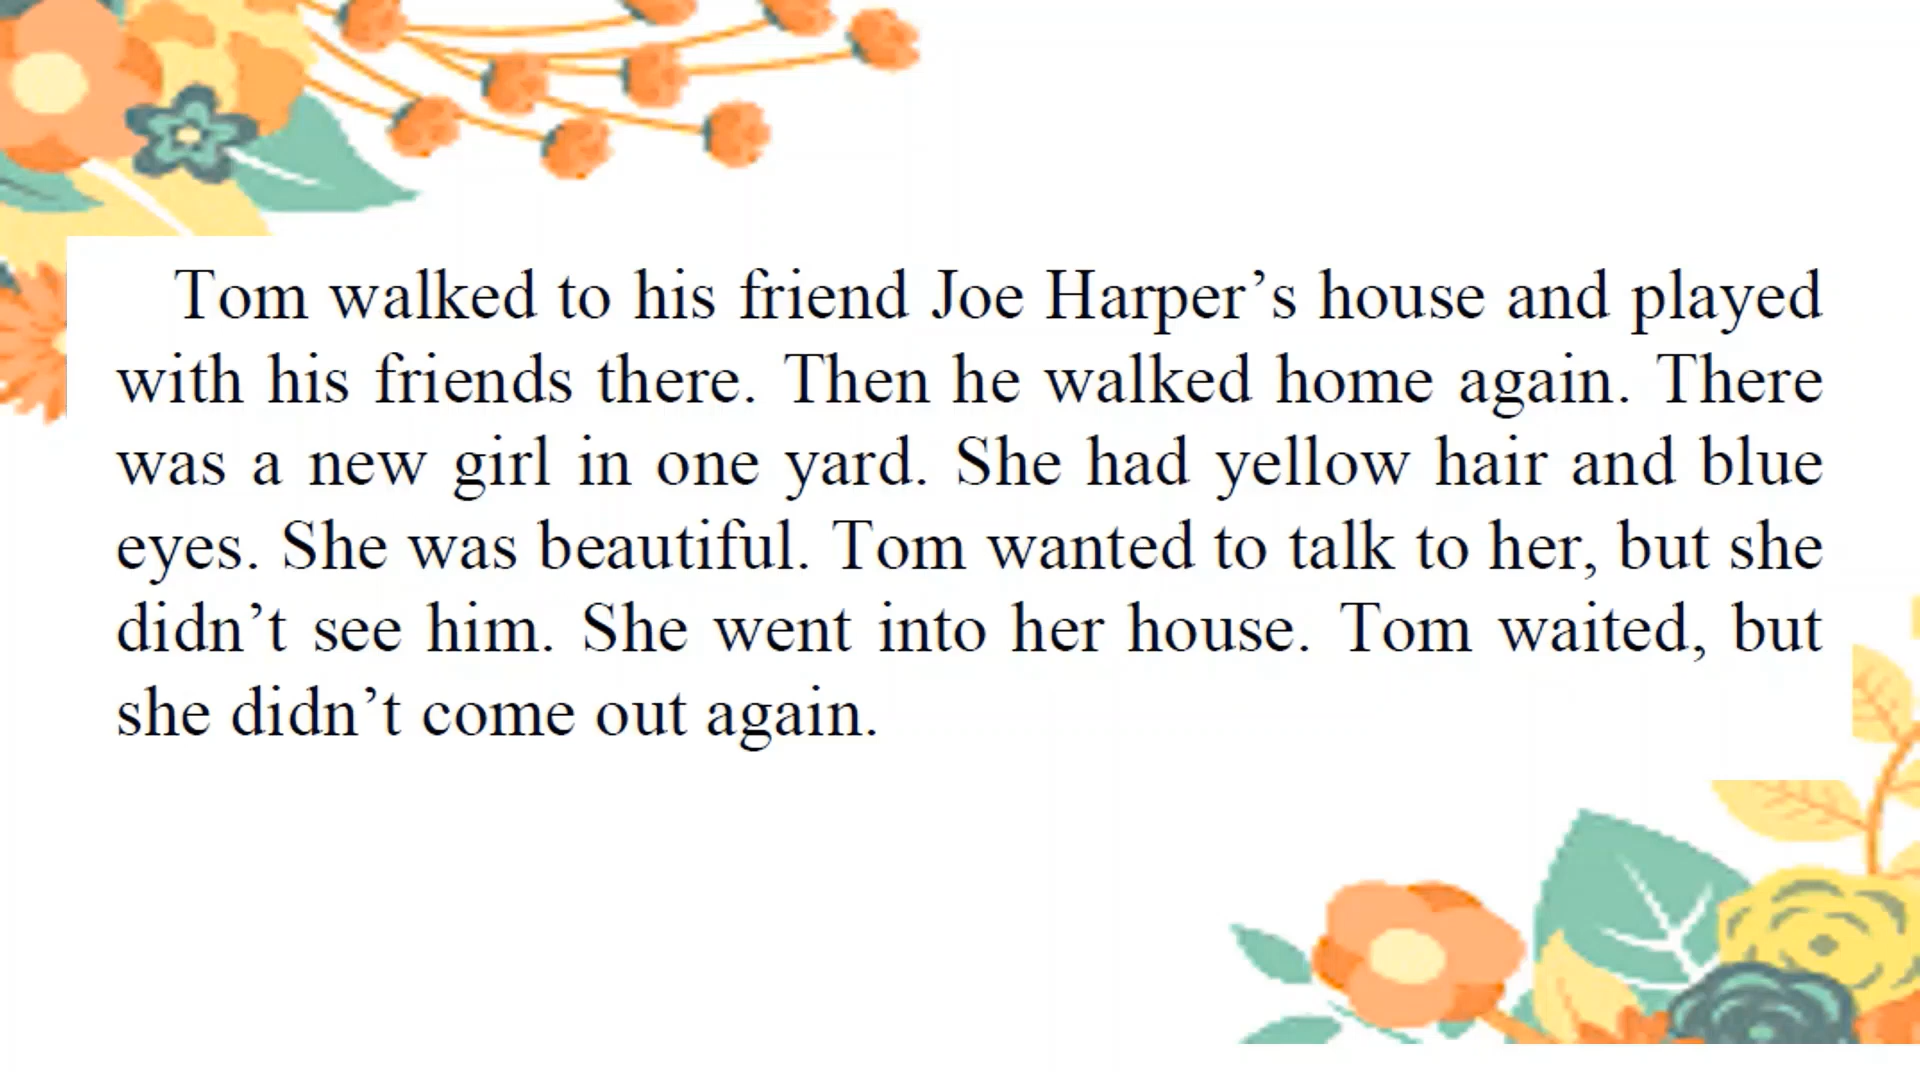 Tom walked to his friend Joe Harper’s house and played
with his friends there. Then he walked home again. There
was a new girl in one yard. She had yellow hair and blue
eyes. She was beautiful. Tom wanted to talk to her, but she
didn’t see him. She went into her house. Tom waited, but
she didn’t come out again.